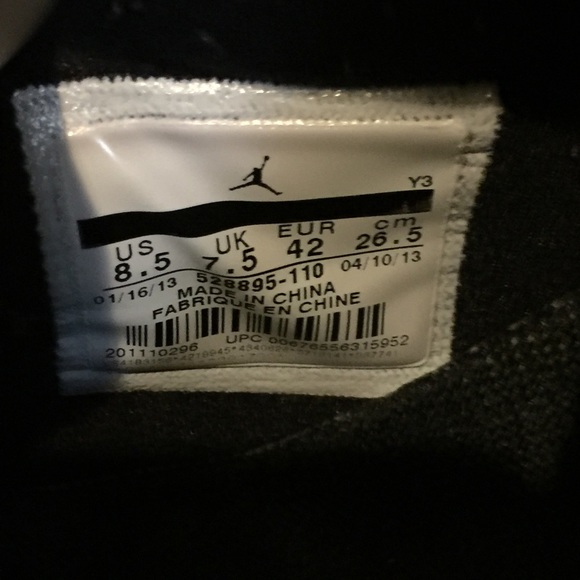 Y3
US UK EUR cm
8.5 7.5 42 26.5
01/16/13 528895-110 04/10/13
MADE IN CHINA
FABRIQUE EN CHINE
201110296 UPC 00676556315952